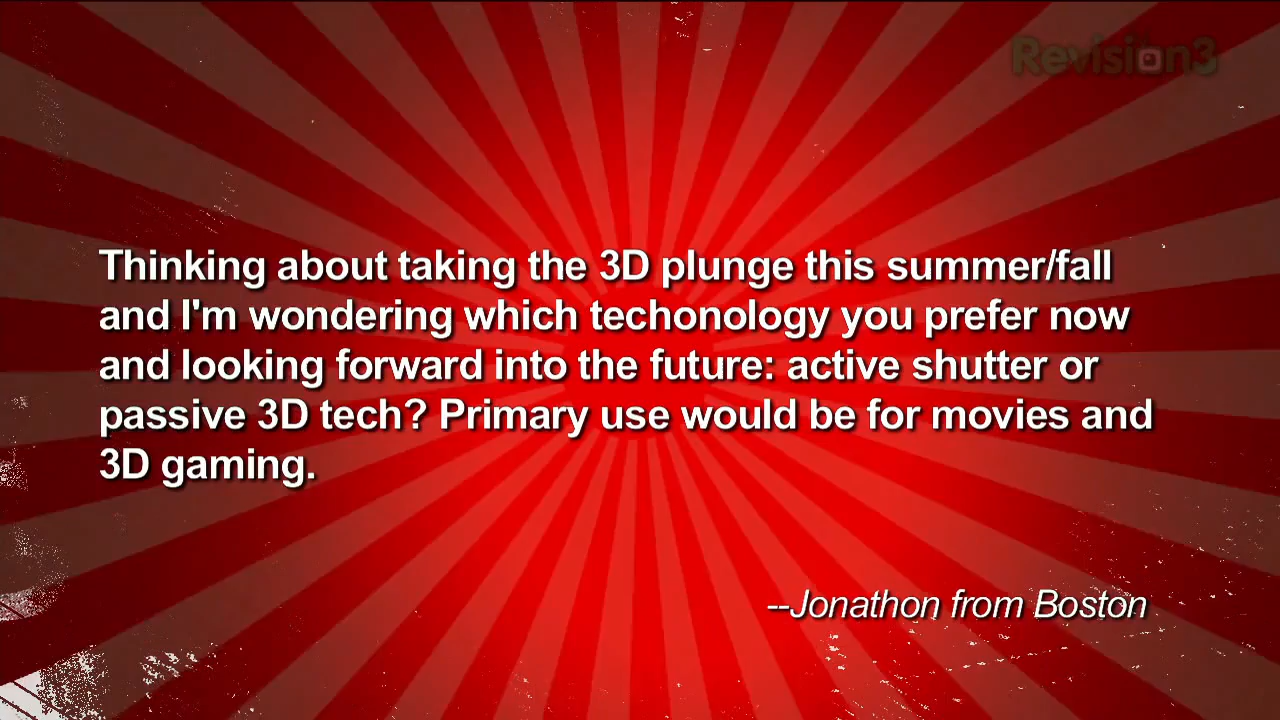 Revision3
Thinking about taking the 3D plunge this summer/fall
and I'm wondering which techonology you prefer now
and looking forward into the future: active shutter or
passive 3D tech? Primary use would be for movies and
3D gaming.
--Jonathon from Boston